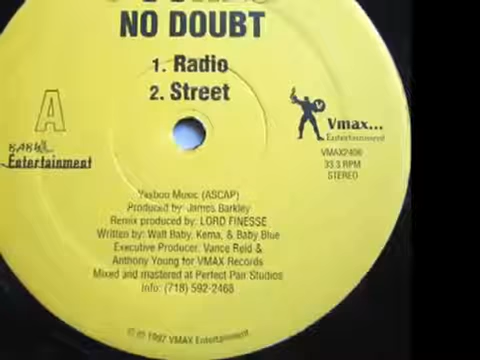 NO DOUBT
1. Radio
2. Street
A
Entertainment
Vmax...
Entertainment
VMAX2406
33.3 RPM
STEREO
Yesboo Music (ASCAP)
Produced by: James Barkley
Remix produced by: LORD FINESSE
Written by: Walt Baby, Kema, & Baby Blue
Executive Producer: Vance Reid &
Anthony Young for VMAX Records
Mixed and mastered at Perfect Pair Studios
Info: (718) 592-2468
© ℗ 1997 VMAX Entertainment